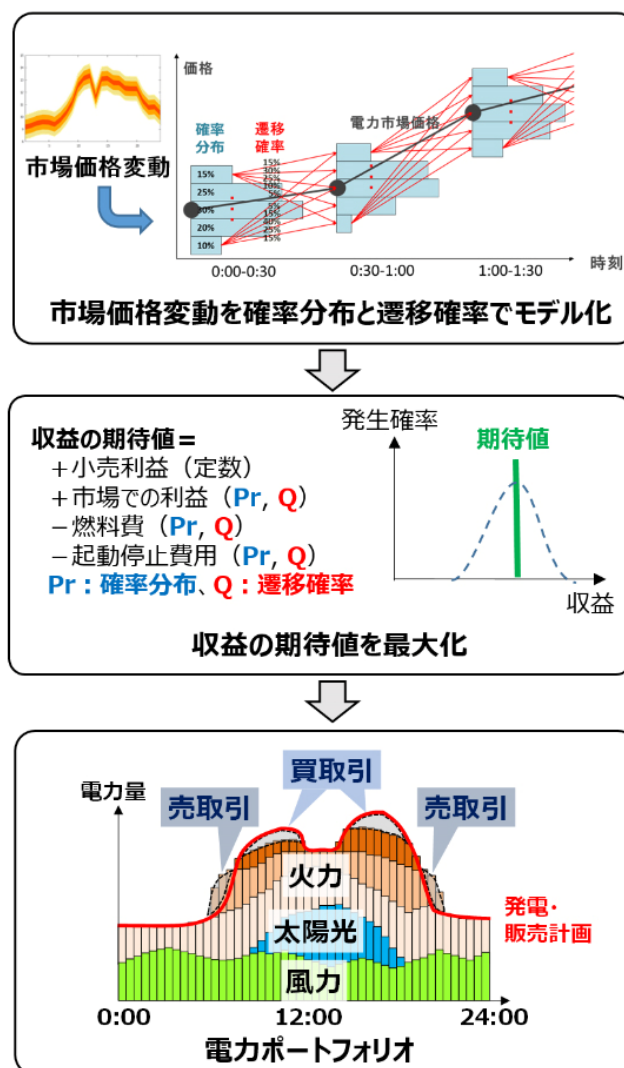 価格
確率
分布
遷移
確率
電力市場価格
市場価格変動
15%
25%
30%
20%
10%
15%
30%
25%
10%
5%
5%
15%
40%
25%
15%
0:00-0:30
0:30-1:00
1:00-1:30
時刻
市場価格変動を確率分布と遷移確率でモデル化
収益の期待値=
+小売利益（定数）
+市場での利益（Pr, Q）
－燃料費（Pr, Q）
－起動停止費用（Pr, Q）
Pr：確率分布、Q：遷移確率
発生確率
期待値
収益
収益の期待値を最大化
電力量
売取引
買取引
売取引
火力
太陽光
風力
発電・
販売計画
0:00
12:00
24:00
電力ポートフォリオ